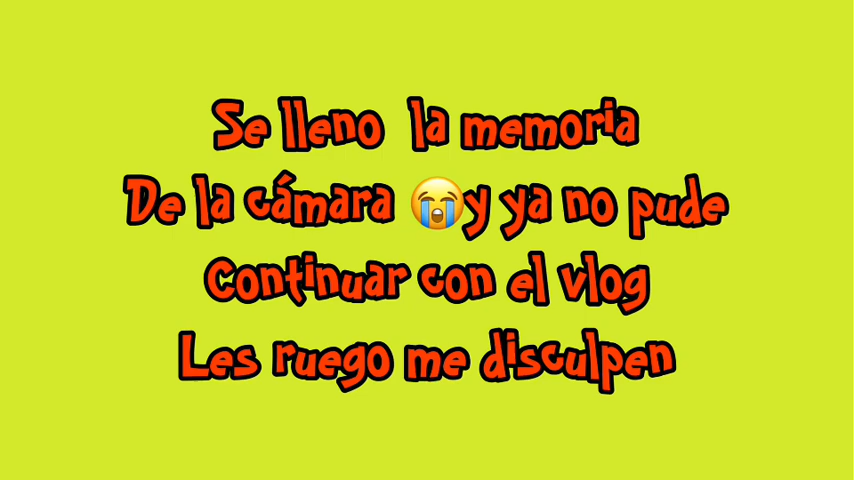 Se lleno la memoria
De la cámara 😭y ya no pude
Continuar con el vlog
Les ruego me disculpen